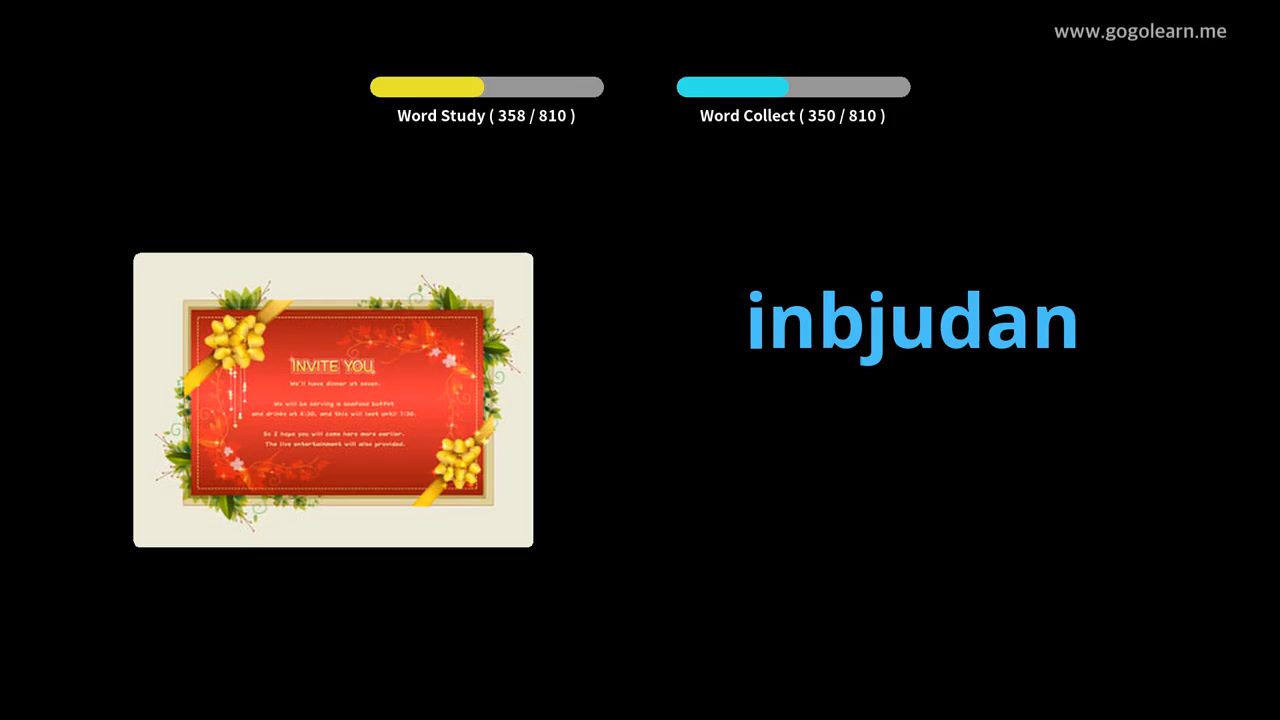 www.gogolearn.me
Word Study ( 358 / 810 )
Word Collect ( 350 / 810 )
inbjudan
INVITE YOU
We'll have dinner at seven.
We will be serving a seafood buffet
and drinks at 6:30, and this will last until 7:30.
So I hope you will come here more earlier.
The live entertainment will also provided.